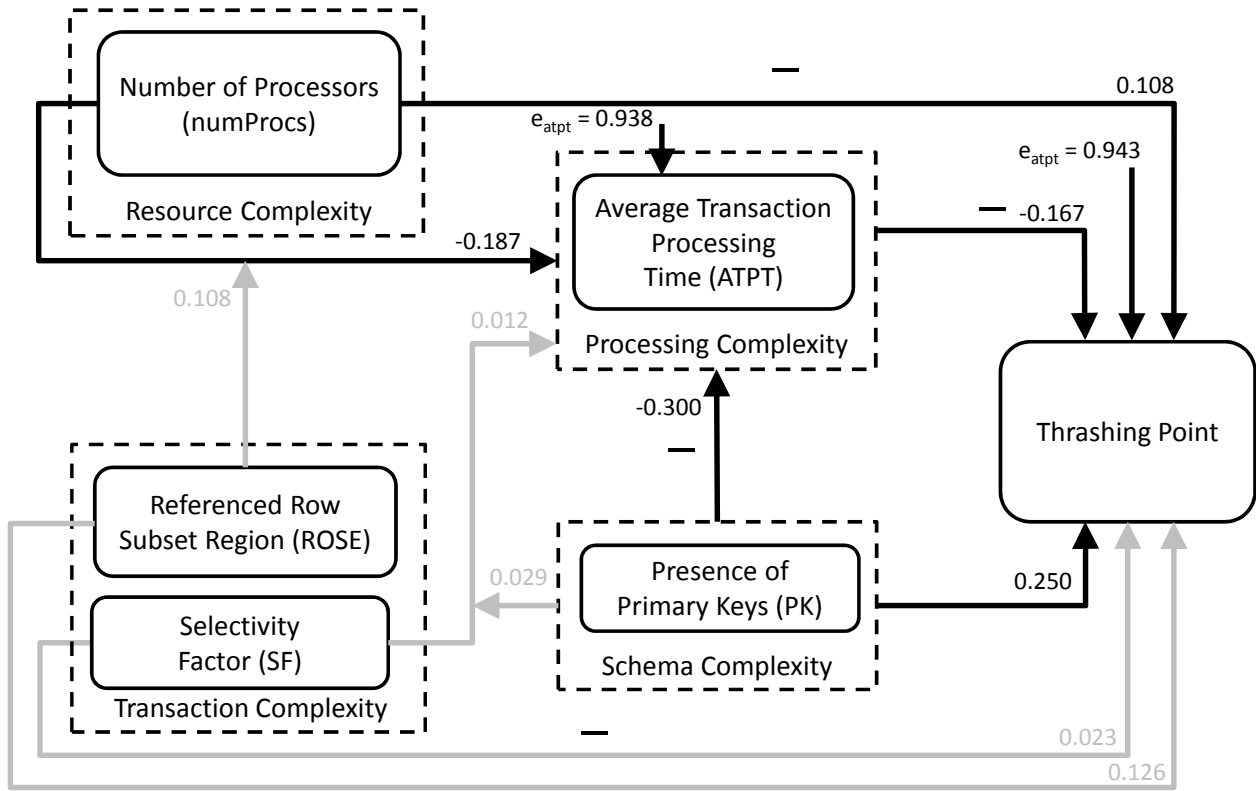 Number of Processors
(numProcs)
Resource Complexity
—
0.108
e_atpt = 0.938
e_atpt = 0.943
Average Transaction
Processing
Time (ATPT)
Processing Complexity
—
-0.167
-0.187
0.108
0.012
-0.300
—
Thrashing Point
Referenced Row
Subset Region (ROSE)
Selectivity
Factor (SF)
Transaction Complexity
0.029
Presence of
Primary Keys (PK)
Schema Complexity
0.250
—
0.023
0.126